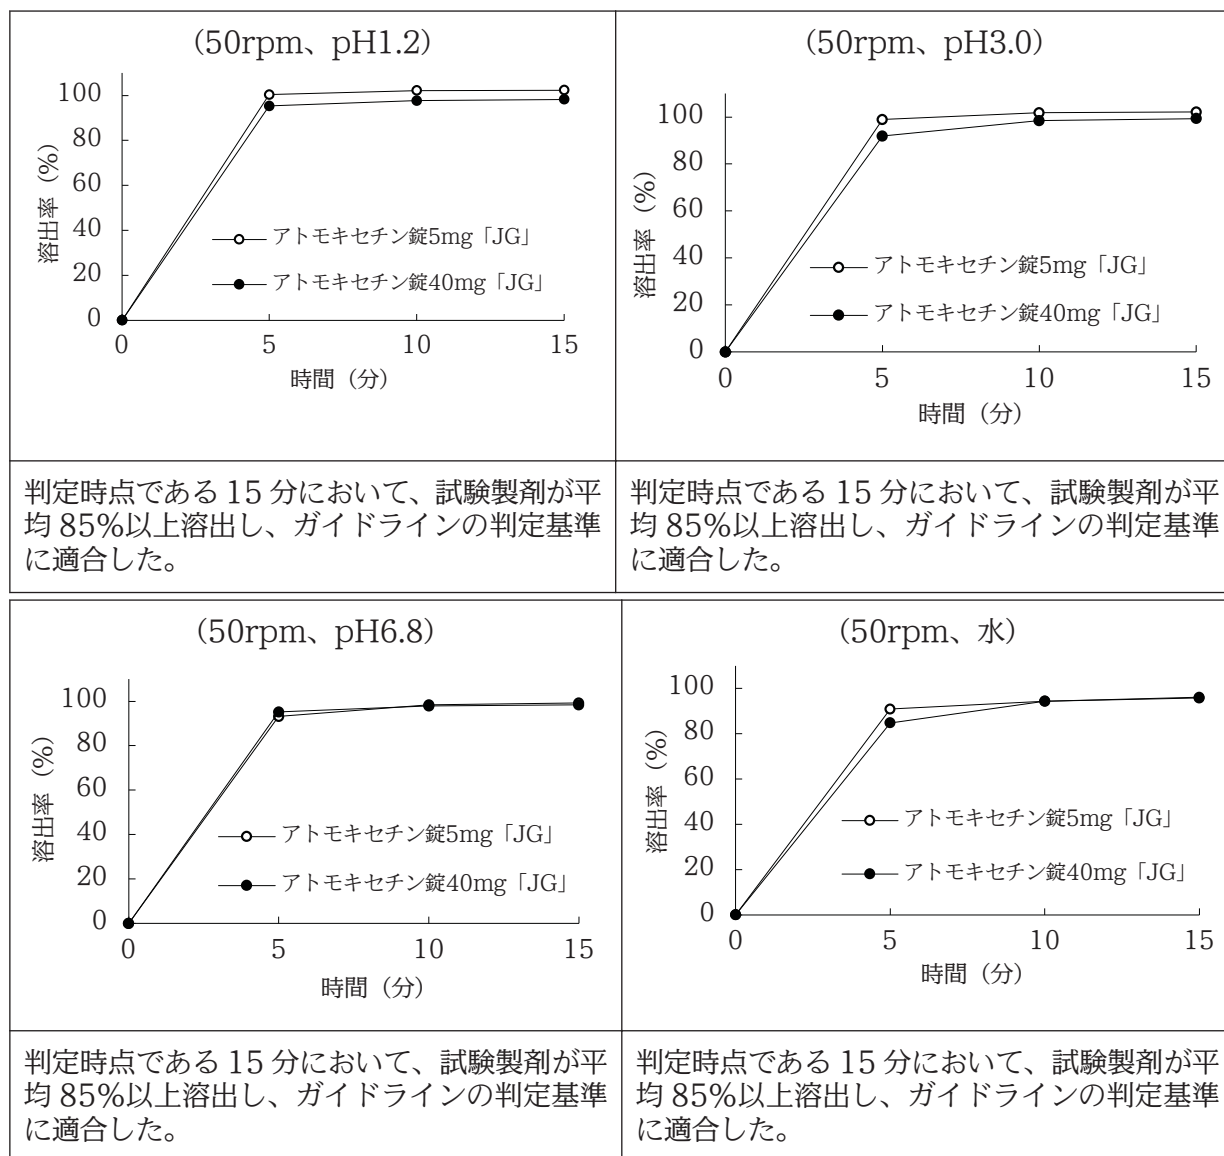 (50rpm、pH1.2)
100
80
60
40
20
0
溶出率 (%)
アトモキセチン錠5mg「JG」
アトモキセチン錠40mg「JG」
0 5 10 15
時間 (分)
判定時点である 15 分において、試験製剤が平
均 85%以上溶出し、ガイドラインの判定基準
に適合した。
(50rpm、pH3.0)
100
80
60
40
20
0
溶出率 (%)
アトモキセチン錠5mg「JG」
アトモキセチン錠40mg「JG」
0 5 10 15
時間 (分)
判定時点である 15 分において、試験製剤が平
均 85%以上溶出し、ガイドラインの判定基準
に適合した。
(50rpm、pH6.8)
100
80
60
40
20
0
溶出率 (%)
アトモキセチン錠5mg「JG」
アトモキセチン錠40mg「JG」
0 5 10 15
時間 (分)
判定時点である 15 分において、試験製剤が平
均 85%以上溶出し、ガイドラインの判定基準
に適合した。
(50rpm、水)
100
80
60
40
20
0
溶出率 (%)
アトモキセチン錠5mg「JG」
アトモキセチン錠40mg「JG」
0 5 10 15
時間 (分)
判定時点である 15 分において、試験製剤が平
均 85%以上溶出し、ガイドラインの判定基準
に適合した。